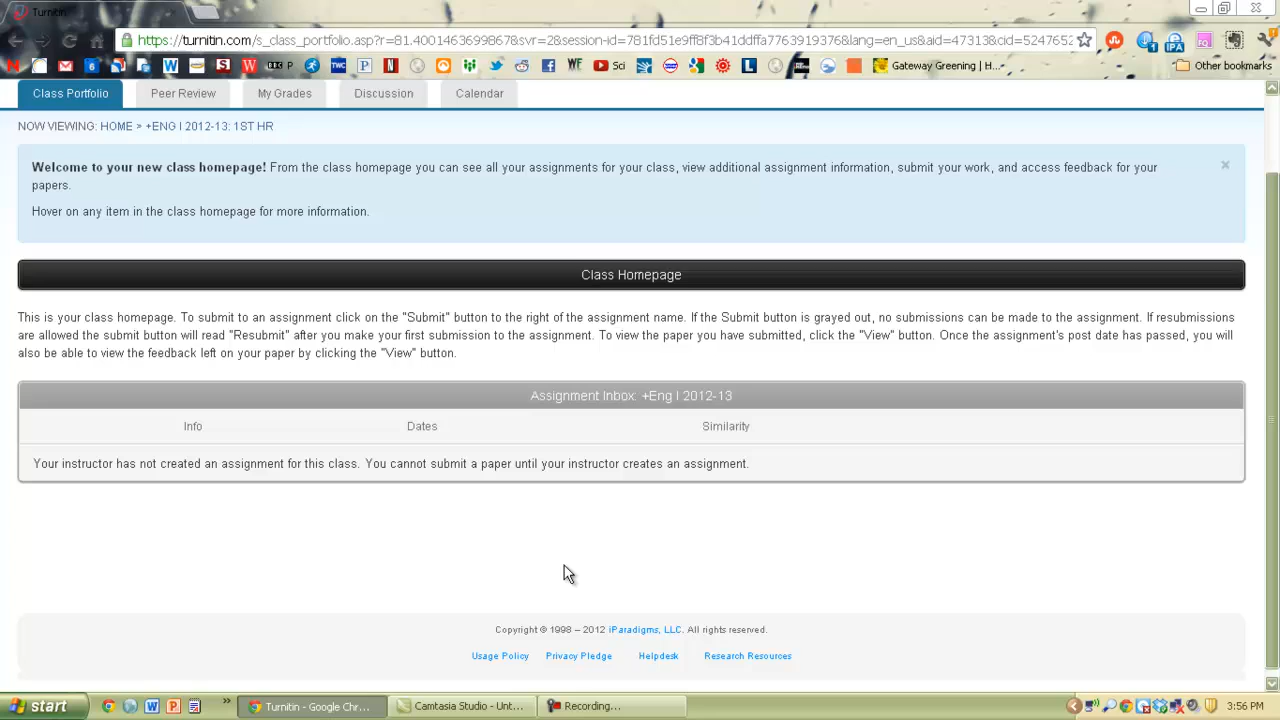 Turnitin
https://turnitin.com/s_class_portfolio.asp?r=81.4001463699867&svr=2&session-id=781fd51e9ff8f3b41ddffa7763919376&lang=en_us&aid=47313&cid=5247652
Sci
Gateway Greening | H...
Other bookmarks
Class Portfolio Peer Review My Grades Discussion Calendar
NOW VIEWING: HOME > +ENG I 2012-13: 1ST HR
Welcome to your new class homepage! From the class homepage you can see all your assignments for your class, view additional assignment information, submit your work, and access feedback for your
papers.
Hover on any item in the class homepage for more information.
Class Homepage
This is your class homepage. To submit to an assignment click on the "Submit" button to the right of the assignment name. If the Submit button is grayed out, no submissions can be made to the assignment. If resubmissions
are allowed the submit button will read "Resubmit" after you make your first submission to the assignment. To view the paper you have submitted, click the "View" button. Once the assignment's post date has passed, you will
also be able to view the feedback left on your paper by clicking the "View" button.
Assignment Inbox: +Eng I 2012-13
Info Dates Similarity
Your instructor has not created an assignment for this class. You cannot submit a paper until your instructor creates an assignment.
Copyright © 1998 – 2012 iParadigms, LLC. All rights reserved.
Usage Policy Privacy Pledge Helpdesk Research Resources
start
Turnitin - Google Chr...
Camtasia Studio - Unt...
Recording...
3:56 PM